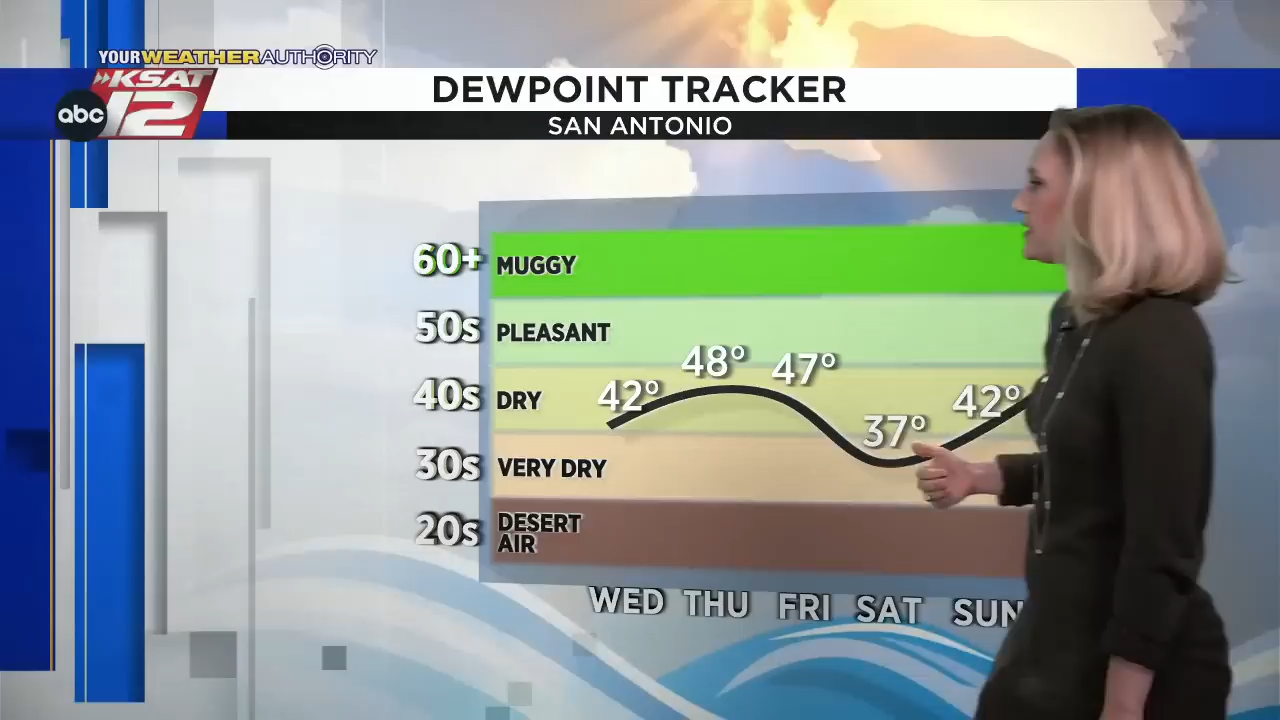 YOUR WEATHER AUTHORITY
KSAT
abc 12
DEWPOINT TRACKER
SAN ANTONIO
60+ MUGGY
50s PLEASANT
48°
47°
40s DRY
42°
42°
37°
30s VERY DRY
20s DESERT
AIR
WED THU FRI SAT SUN